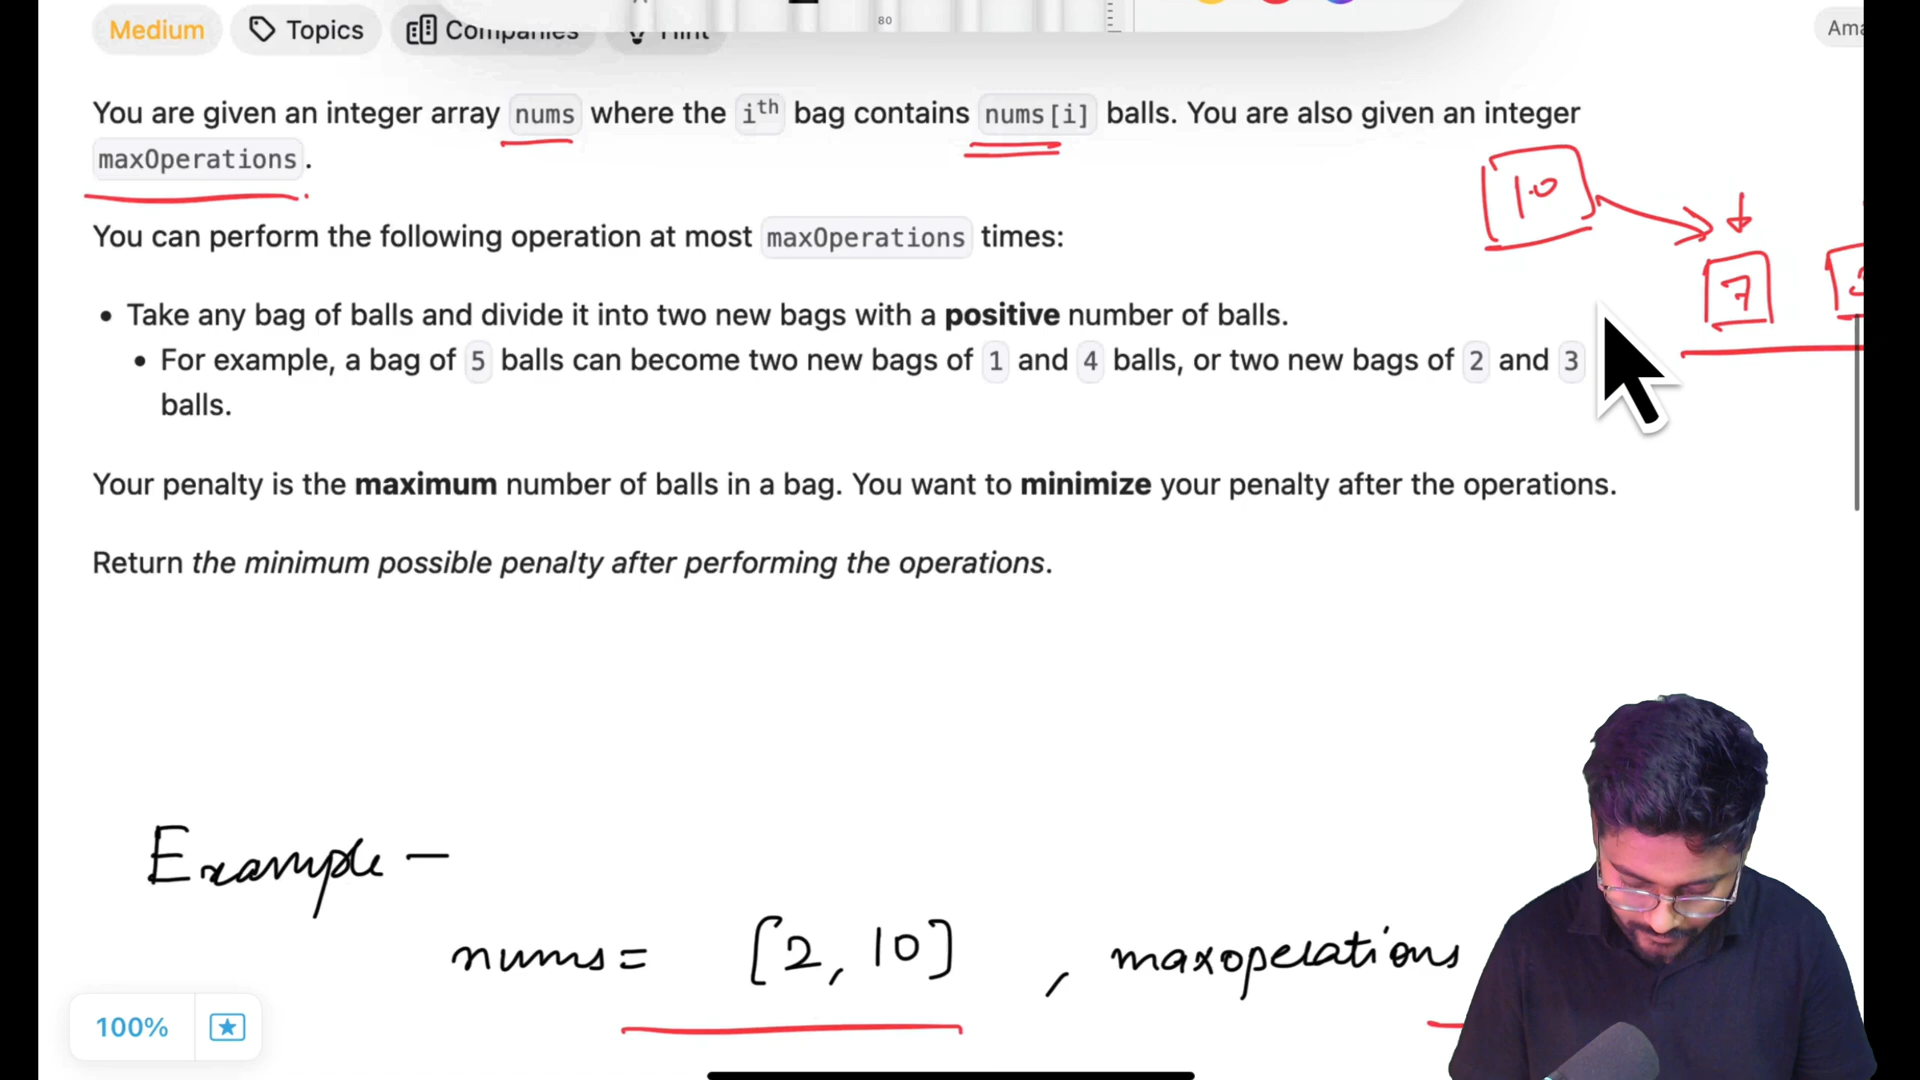 80
Medium Topics Companies Hint
You are given an integer array nums where the ith bag contains nums[i] balls. You are also given an integer
maxOperations.
10
You can perform the following operation at most maxOperations times:
7
Take any bag of balls and divide it into two new bags with a positive number of balls.
For example, a bag of 5 balls can become two new bags of 1 and 4 balls, or two new bags of 2 and 3
balls.
Your penalty is the maximum number of balls in a bag. You want to minimize your penalty after the operations.
Return the minimum possible penalty after performing the operations.
Example -
nums = [2, 10] , maxoperations
100%